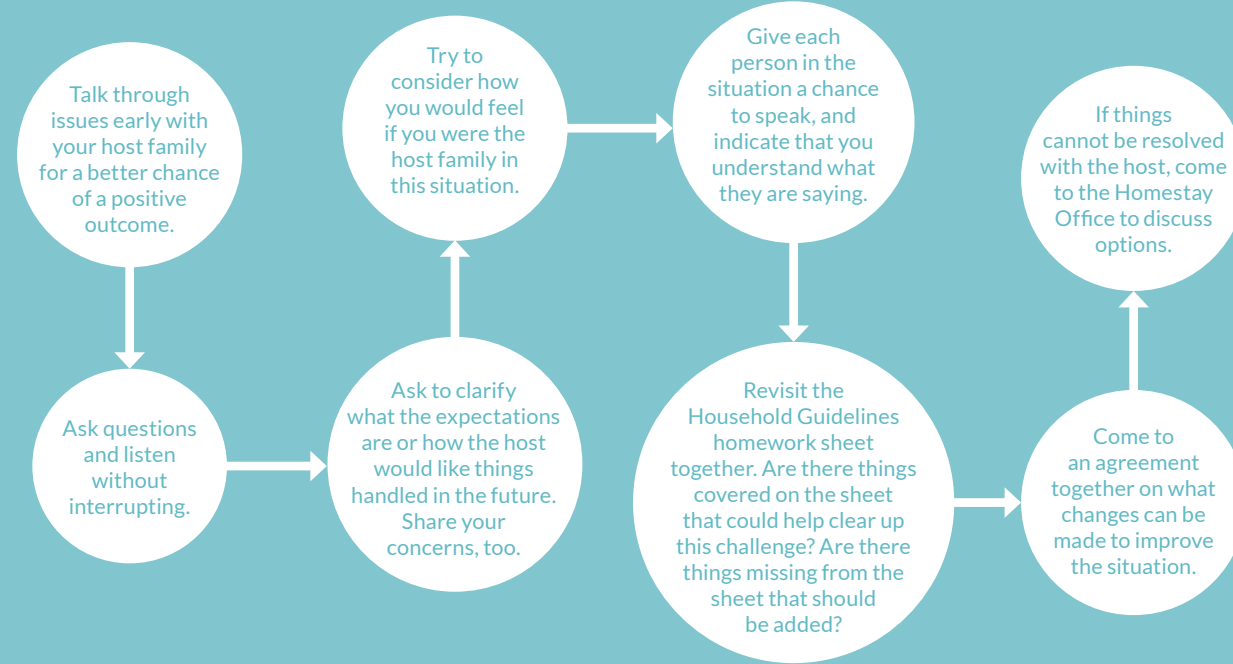 Talk through
issues early with
your host family
for a better chance
of a positive
outcome.
Ask questions
and listen
without
interrupting.
Ask to clarify
what the expectations
are or how the host
would like things
handled in the future.
Share your
concerns, too.
Try to
consider how
you would feel
if you were the
host family in
this situation.
Give each
person in the
situation a chance
to speak, and
indicate that you
understand what
they are saying.
Revisit the
Household Guidelines
homework sheet
together. Are there things
covered on the sheet
that could help clear up
this challenge? Are there
things missing from the
sheet that should
be added?
Come to
an agreement
together on what
changes can be
made to improve
the situation.
If things
cannot be resolved
with the host, come
to the Homestay
Office to discuss
options.